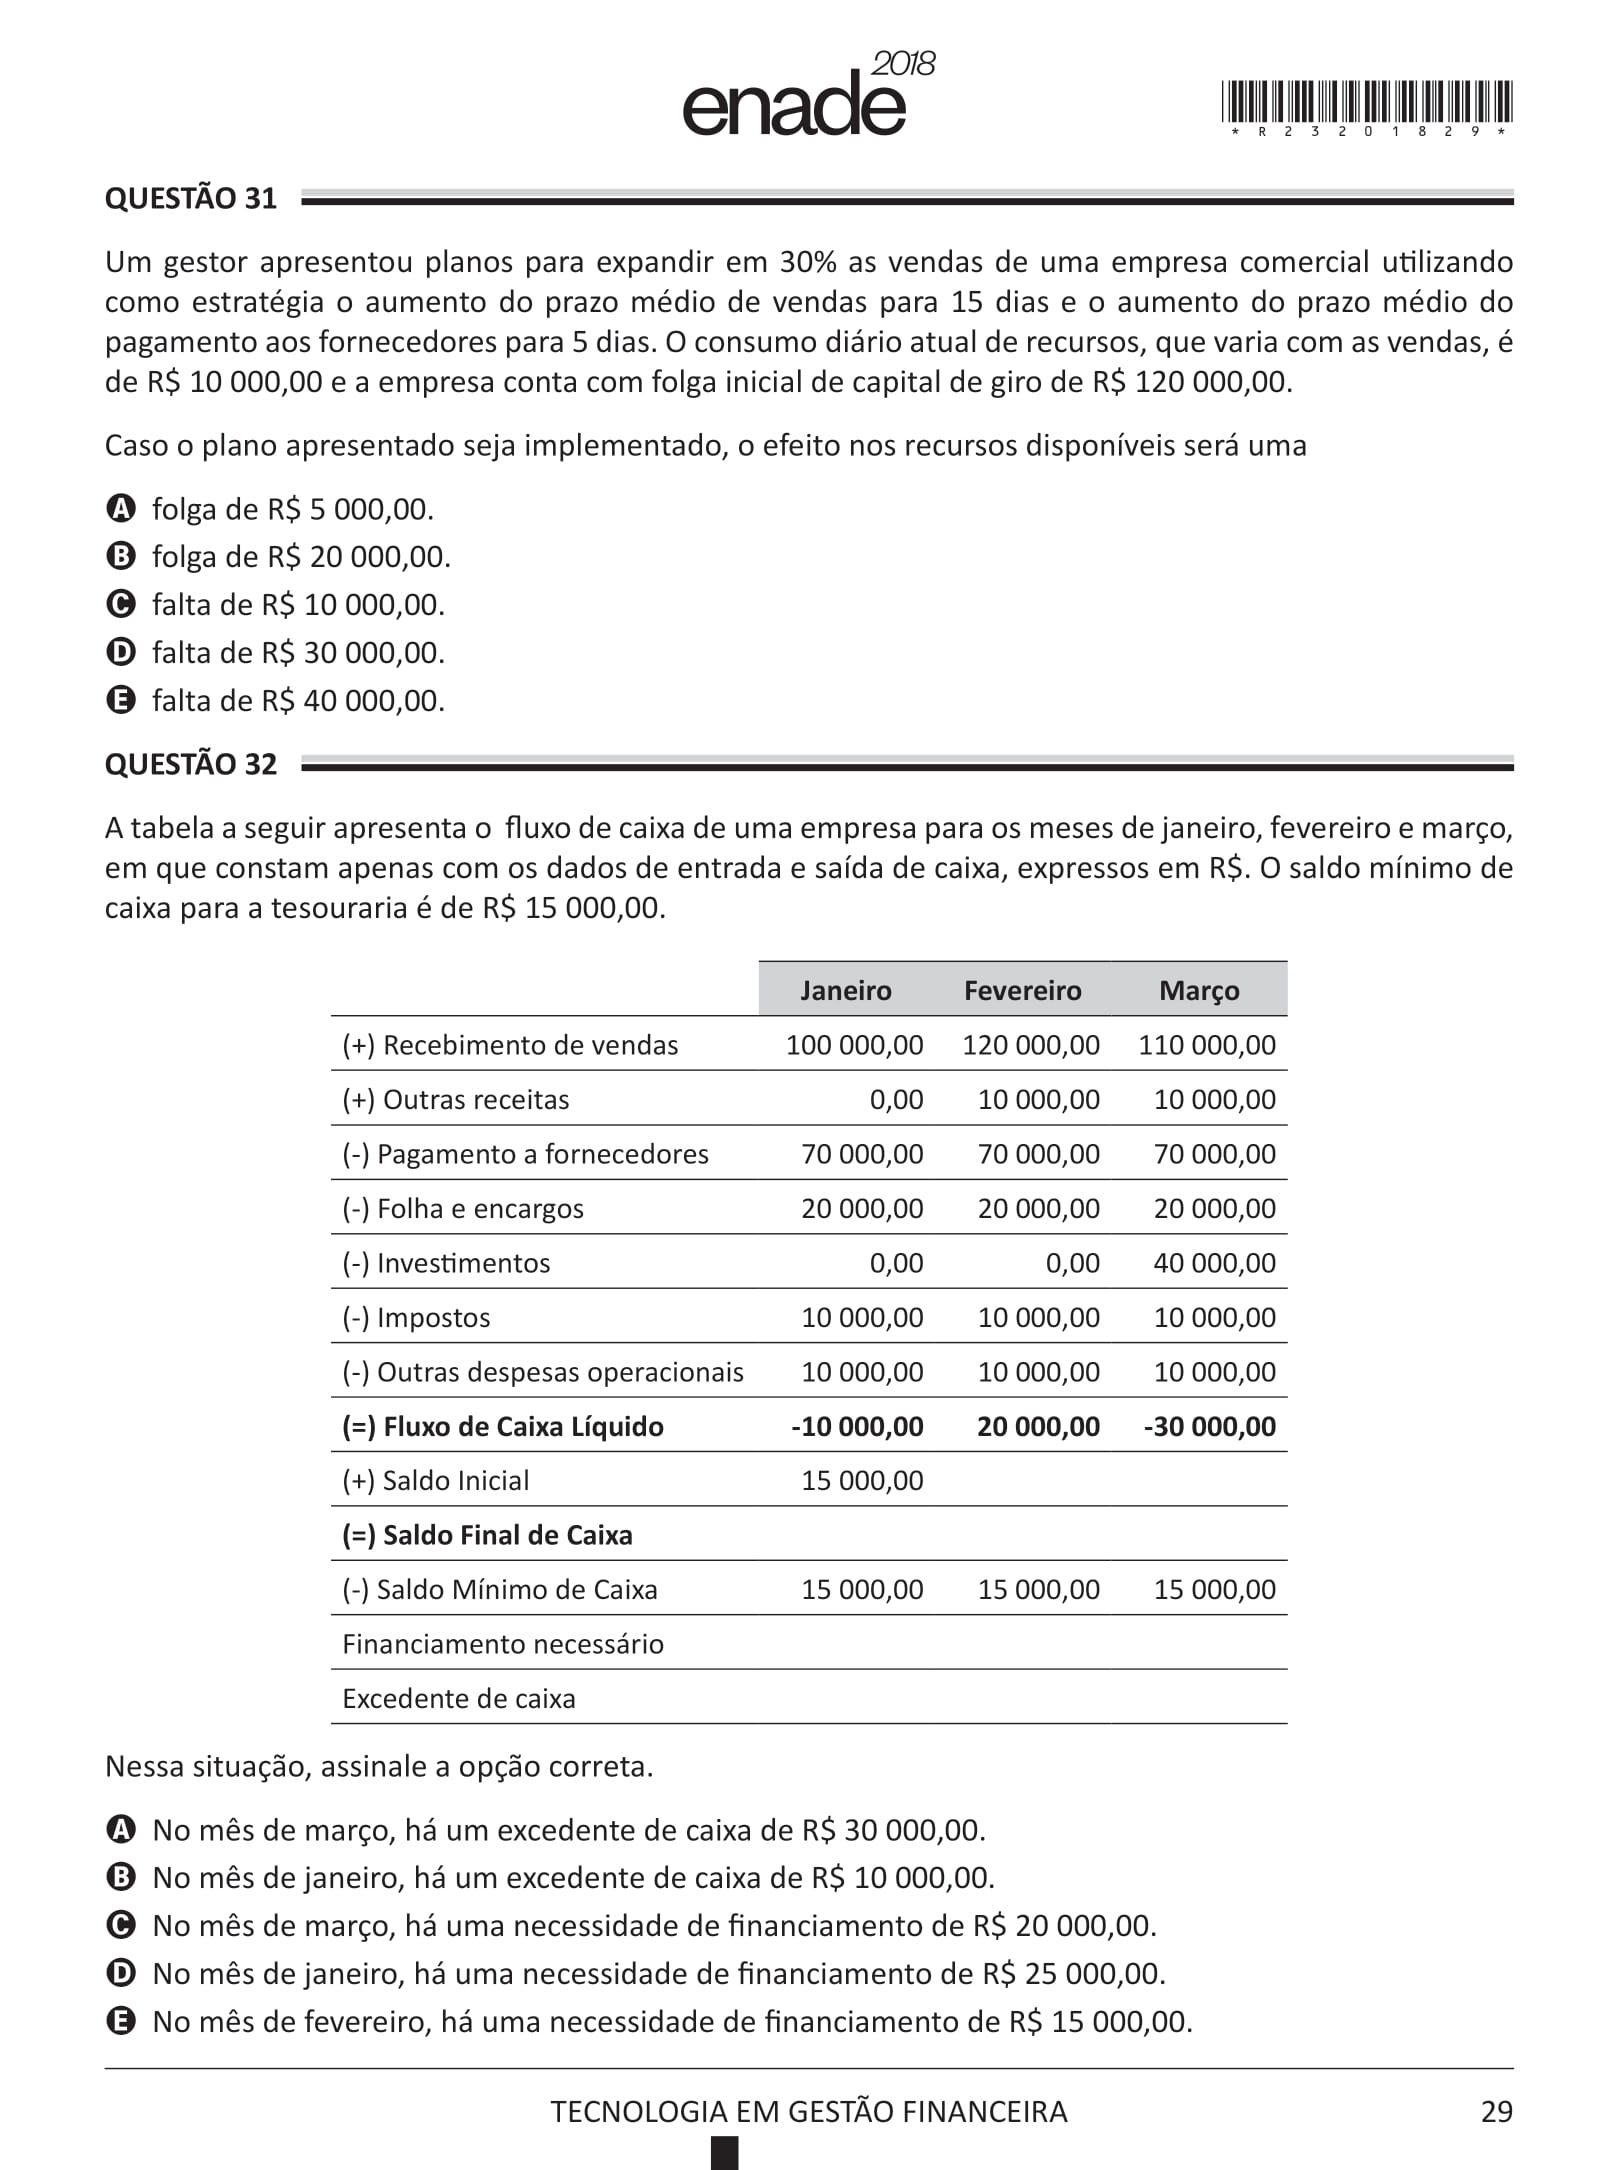 enade 2018
* R 2 3 2 0 1 8 2 9 *
QUESTÃO 31
Um gestor apresentou planos para expandir em 30% as vendas de uma empresa comercial utilizando
como estratégia o aumento do prazo médio de vendas para 15 dias e o aumento do prazo médio do
pagamento aos fornecedores para 5 dias. O consumo diário atual de recursos, que varia com as vendas, é
de R$ 10 000,00 e a empresa conta com folga inicial de capital de giro de R$ 120 000,00.
Caso o plano apresentado seja implementado, o efeito nos recursos disponíveis será uma
A folga de R$ 5 000,00.
B folga de R$ 20 000,00.
C falta de R$ 10 000,00.
D falta de R$ 30 000,00.
E falta de R$ 40 000,00.
QUESTÃO 32
A tabela a seguir apresenta o fluxo de caixa de uma empresa para os meses de janeiro, fevereiro e março,
em que constam apenas com os dados de entrada e saída de caixa, expressos em R$. O saldo mínimo de
caixa para a tesouraria é de R$ 15 000,00.
Janeiro Fevereiro Março
(+) Recebimento de vendas 100 000,00 120 000,00 110 000,00
(+) Outras receitas 0,00 10 000,00 10 000,00
(-) Pagamento a fornecedores 70 000,00 70 000,00 70 000,00
(-) Folha e encargos 20 000,00 20 000,00 20 000,00
(-) Investimentos 0,00 0,00 40 000,00
(-) Impostos 10 000,00 10 000,00 10 000,00
(-) Outras despesas operacionais 10 000,00 10 000,00 10 000,00
(=) Fluxo de Caixa Líquido -10 000,00 20 000,00 -30 000,00
(+) Saldo Inicial 15 000,00
(=) Saldo Final de Caixa
(-) Saldo Mínimo de Caixa 15 000,00 15 000,00 15 000,00
Financiamento necessário
Excedente de caixa
Nessa situação, assinale a opção correta.
A No mês de março, há um excedente de caixa de R$ 30 000,00.
B No mês de janeiro, há um excedente de caixa de R$ 10 000,00.
C No mês de março, há uma necessidade de financiamento de R$ 20 000,00.
D No mês de janeiro, há uma necessidade de financiamento de R$ 25 000,00.
E No mês de fevereiro, há uma necessidade de financiamento de R$ 15 000,00.
TECNOLOGIA EM GESTÃO FINANCEIRA 29